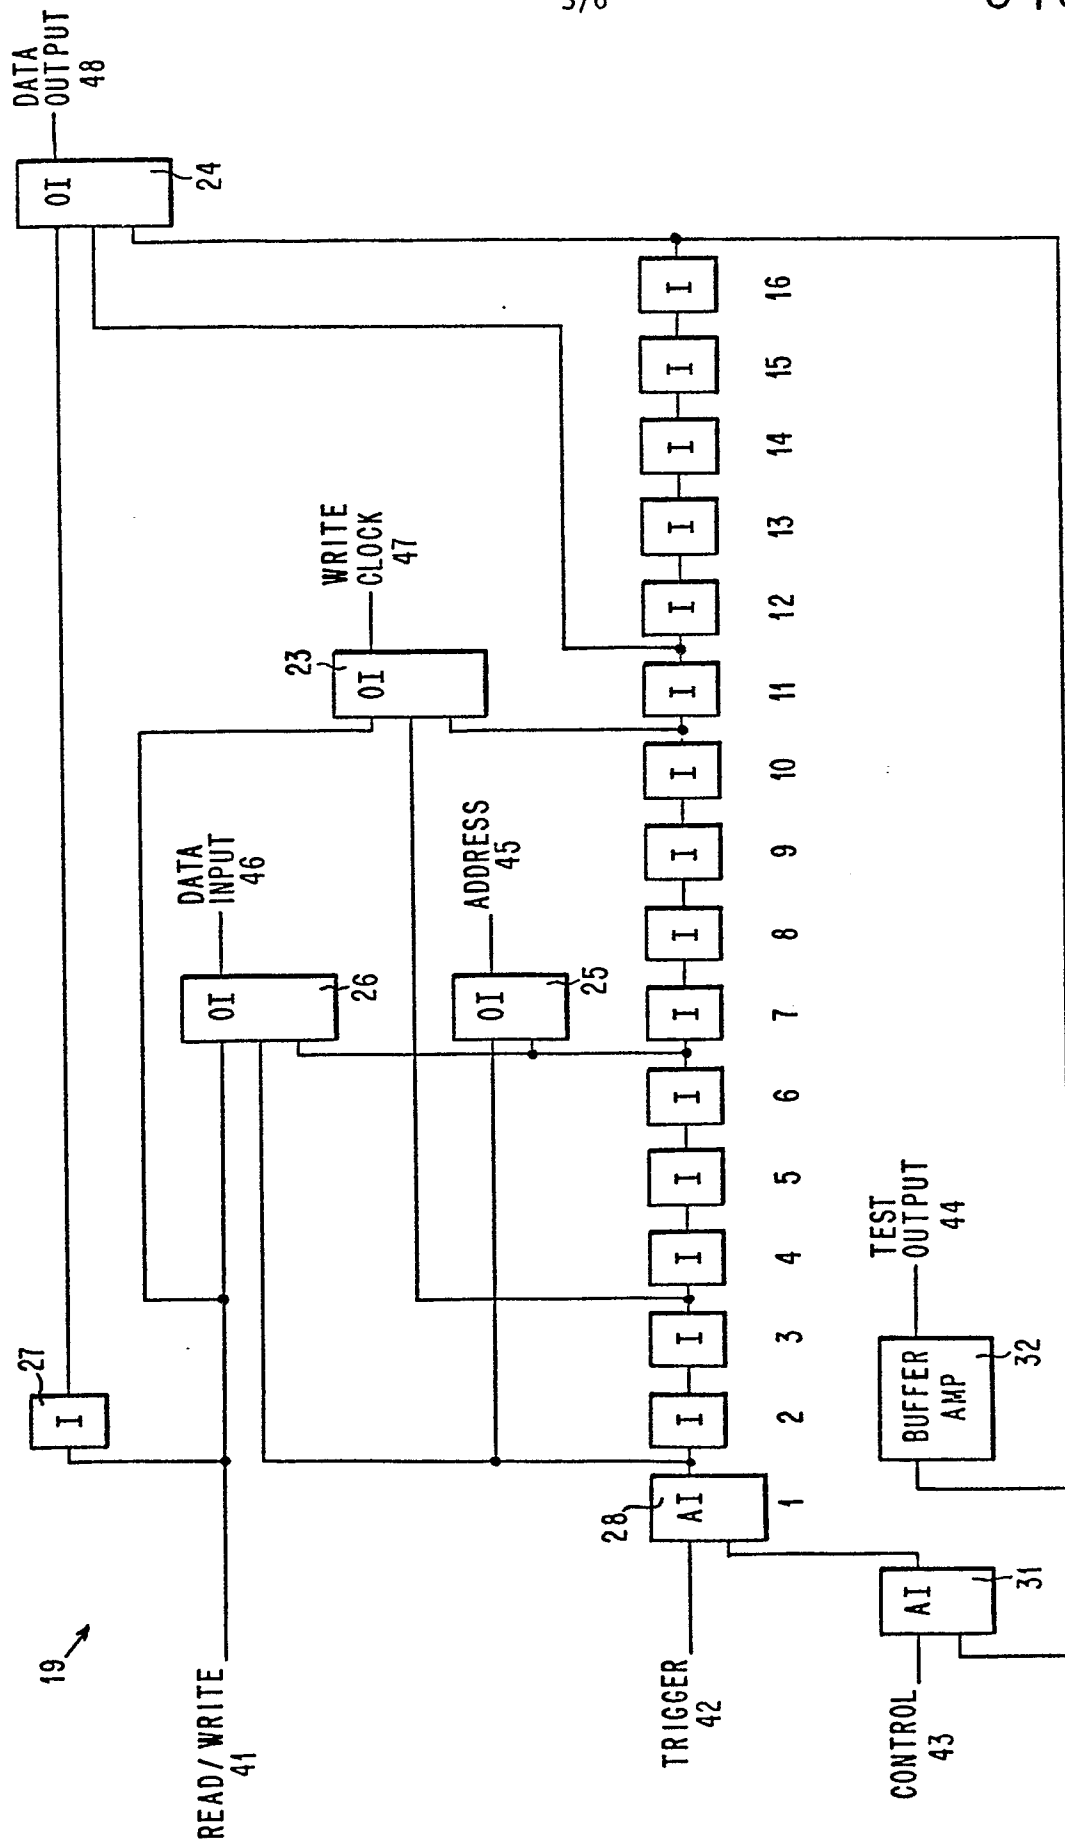 3/6
DATA
OUTPUT
48
OI
24
27
I
WRITE
CLOCK
47
23
OI
DATA
INPUT
46
OI
26
ADDRESS
45
OI
25
19
READ/WRITE
41
TRIGGER
42
28
AI
1
I
2
I
3
I
4
I
5
I
6
I
7
I
8
I
9
I
10
I
11
I
12
I
13
I
14
I
15
I
16
CONTROL
43
AI
31
BUFFER
AMP
32
TEST
OUTPUT
44